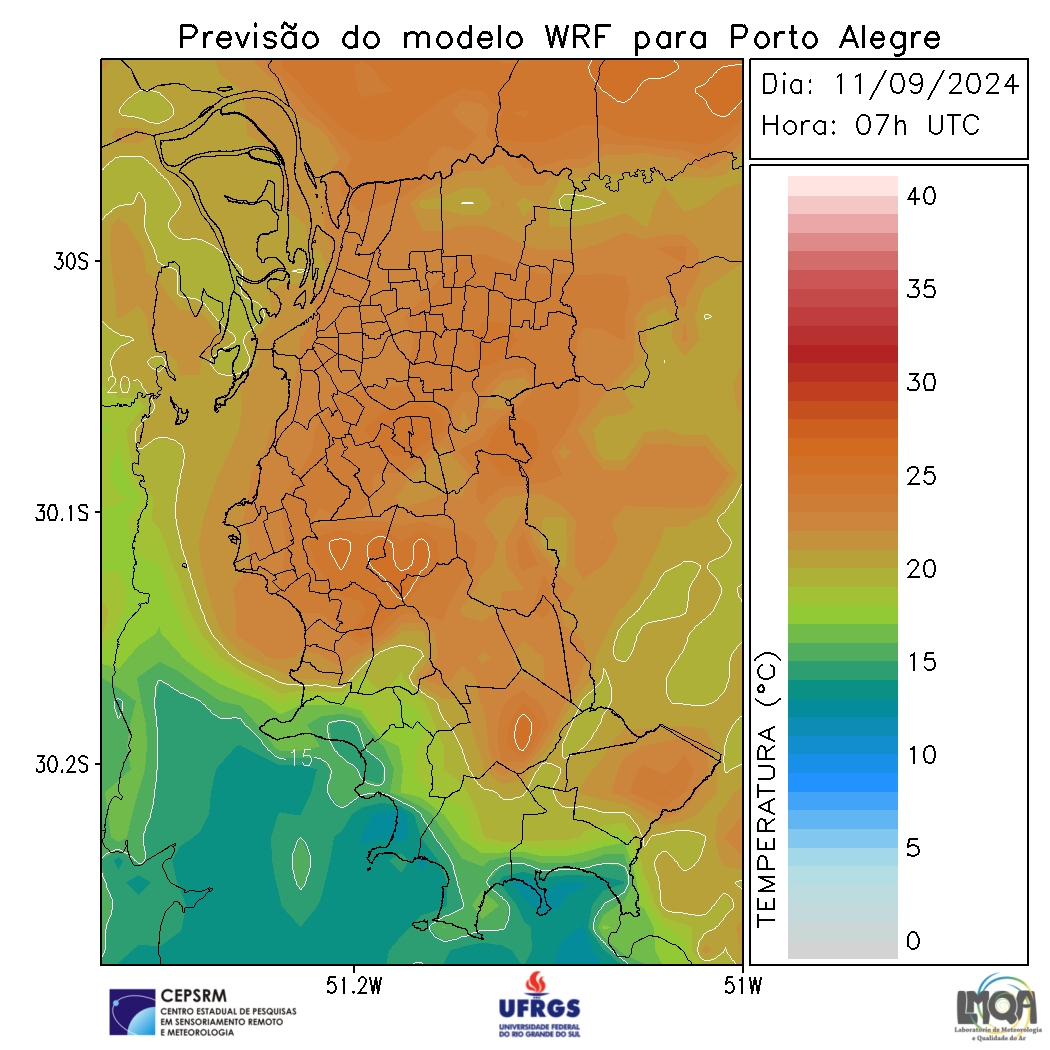 Previsão do modelo WRF para Porto Alegre
Dia: 11/09/2024
Hora: 07h UTC
30S
30.1S
30.2S
51.2W
51W
20
15
TEMPERATURA (°C)
40
35
30
25
20
15
10
5
0
CEPSRM
CENTRO ESTADUAL DE PESQUISAS
EM SENSORIAMENTO REMOTO
E METEOROLOGIA
UFRGS
UNIVERSIDADE FEDERAL
DO RIO GRANDE DO SUL
LMQA
Laboratório de Meteorologia
e Qualidade do Ar